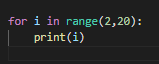 for i in range(2,20):
    print(i)